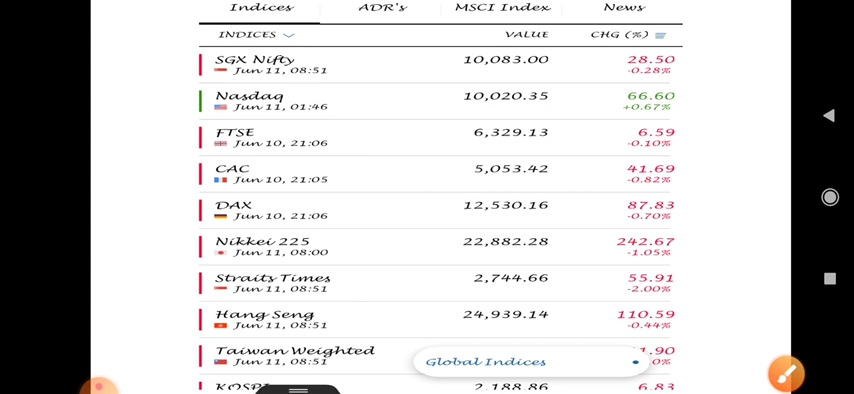 Indices ADR's MSCI Index News
INDICES VALUE CHG (%)
SGX Nifty 10,083.00 28.50
Jun 11, 08:51 -0.28%
Nasdaq 10,020.35 66.60
Jun 11, 01:46 +0.67%
FTSE 6,329.13 6.59
Jun 10, 21:06 -0.10%
CAC 5,053.42 41.69
Jun 10, 21:05 -0.82%
DAX 12,530.16 87.83
Jun 10, 21:06 -0.70%
Nikkei 225 22,882.28 242.67
Jun 11, 08:00 -1.05%
Straits Times 2,744.66 55.91
Jun 11, 08:51 -2.00%
Hang Seng 24,939.14 110.59
Jun 11, 08:51 -0.44%
Taiwan Weighted
Jun 11, 08:51
Global Indices
KOSPI 2,188.86 6.83